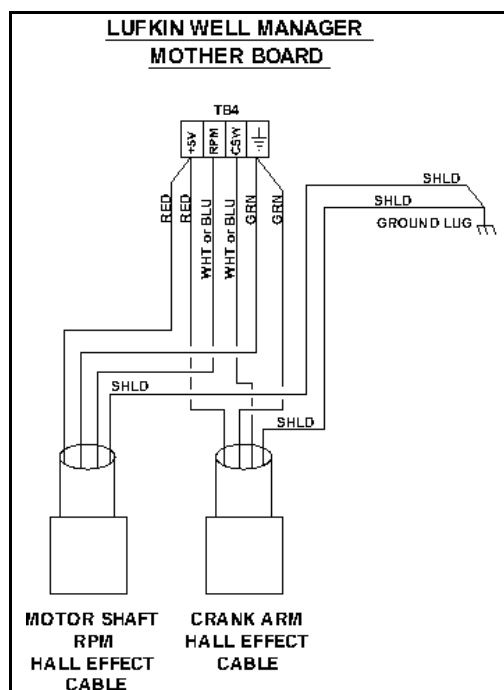 LUFKIN WELL MANAGER
MOTHER BOARD
TB4
+5V
RPM
CSW
RED
RED
WHT or BLU
WHT or BLU
GRN
GRN
SHLD
SHLD
GROUND LUG
SHLD
SHLD
MOTOR SHAFT
RPM
HALL EFFECT
CABLE
CRANK ARM
HALL EFFECT
CABLE